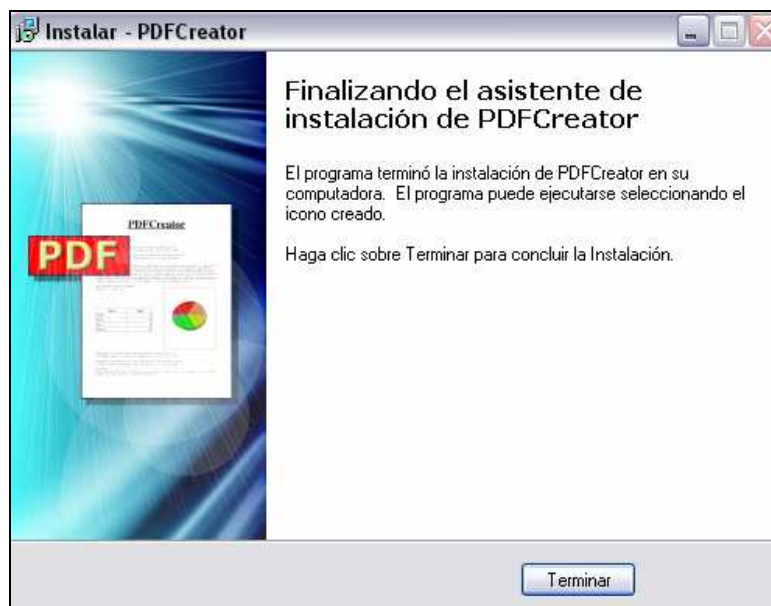 Instalar - PDFCreator
Finalizando el asistente de
instalación de PDFCreator
El programa terminó la instalación de PDFCreator en su
computadora. El programa puede ejecutarse seleccionando el
icono creado.
Haga clic sobre Terminar para concluir la Instalación.
PDFCreator
PDF
Terminar